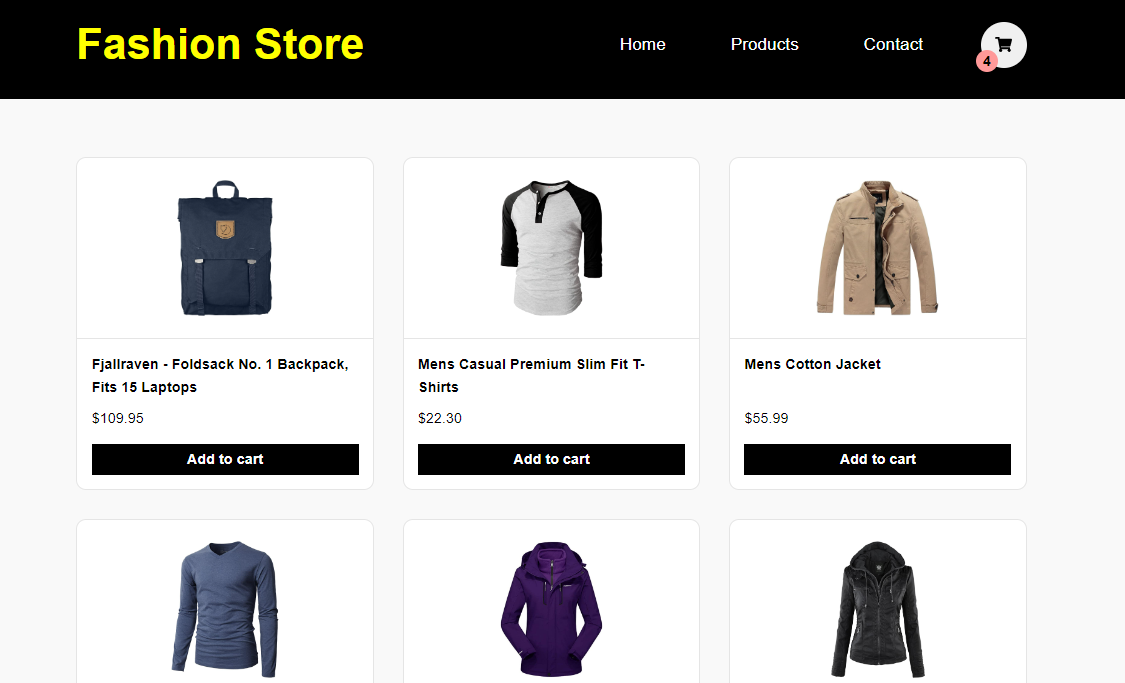 Fashion Store
Home
Products
Contact
4
Fjallraven - Foldsack No. 1 Backpack,
Fits 15 Laptops
$109.95
Add to cart
Mens Casual Premium Slim Fit T-
Shirts
$22.30
Add to cart
Mens Cotton Jacket
$55.99
Add to cart